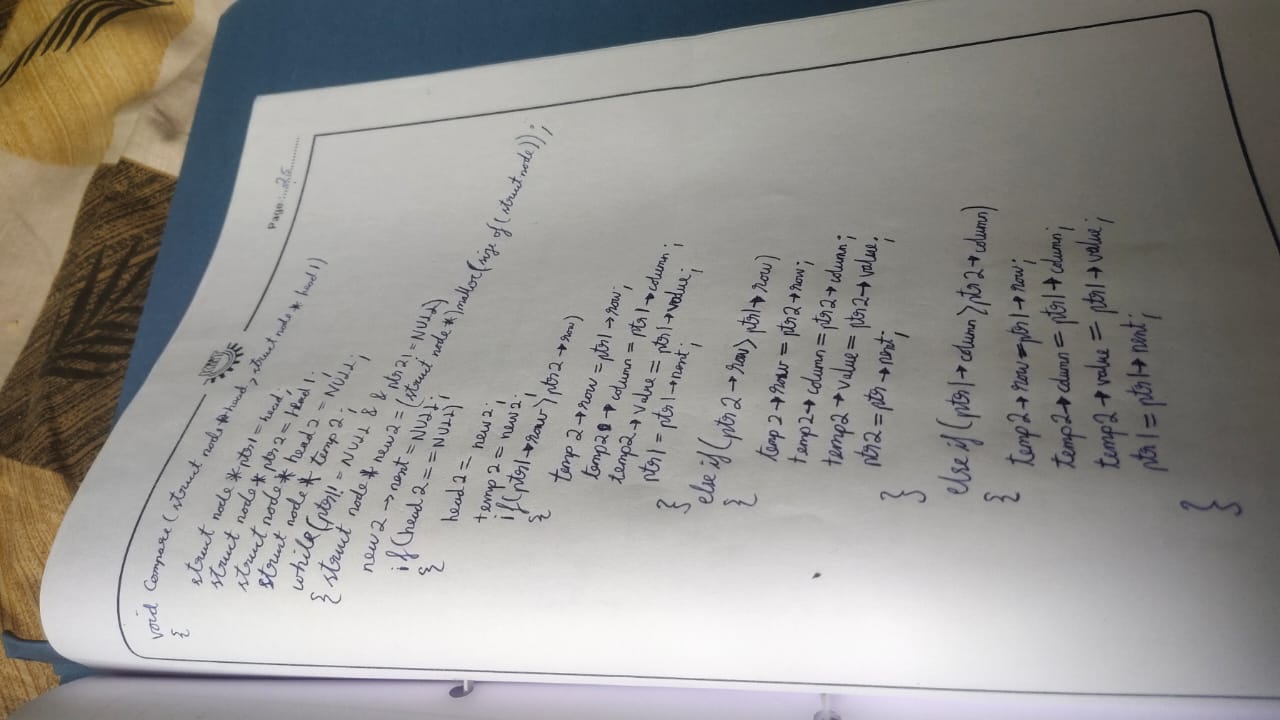 Page:.....25..........
void Compare (struct node *head, struct node * head1)
{
struct node *ptr1 = head;
struct node * ptr2 = head1;
struct node * head2 = NULL;
struct node * temp2;
while (ptr1! = NULL && ptr2! = NULL)
{ struct node * new2 = (struct node *) malloc (size of (struct node));
new2 → next = NULL;
if (head2 == NULL)
{
head2 = new2;
temp2 = new2;
if (ptr1 → row > ptr2 → row)
{
temp2 → row = ptr1 → row;
temp2 → column = ptr1 → column;
temp2 → value = ptr1 → value;
ptr1 = ptr1 → next;
}
else if (ptr2 → row > ptr1 → row)
{
temp2 → row = ptr2 → row;
temp2 → column = ptr2 → column;
temp2 → value = ptr2 → value;
ptr2 = ptr → next;
}
else if (ptr1 → column > ptr2 → column)
{
temp2 → row = ptr1 → row;
temp2 → column = ptr1 → column;
temp2 → value = ptr1 → value;
ptr1 = ptr1 → next;
}